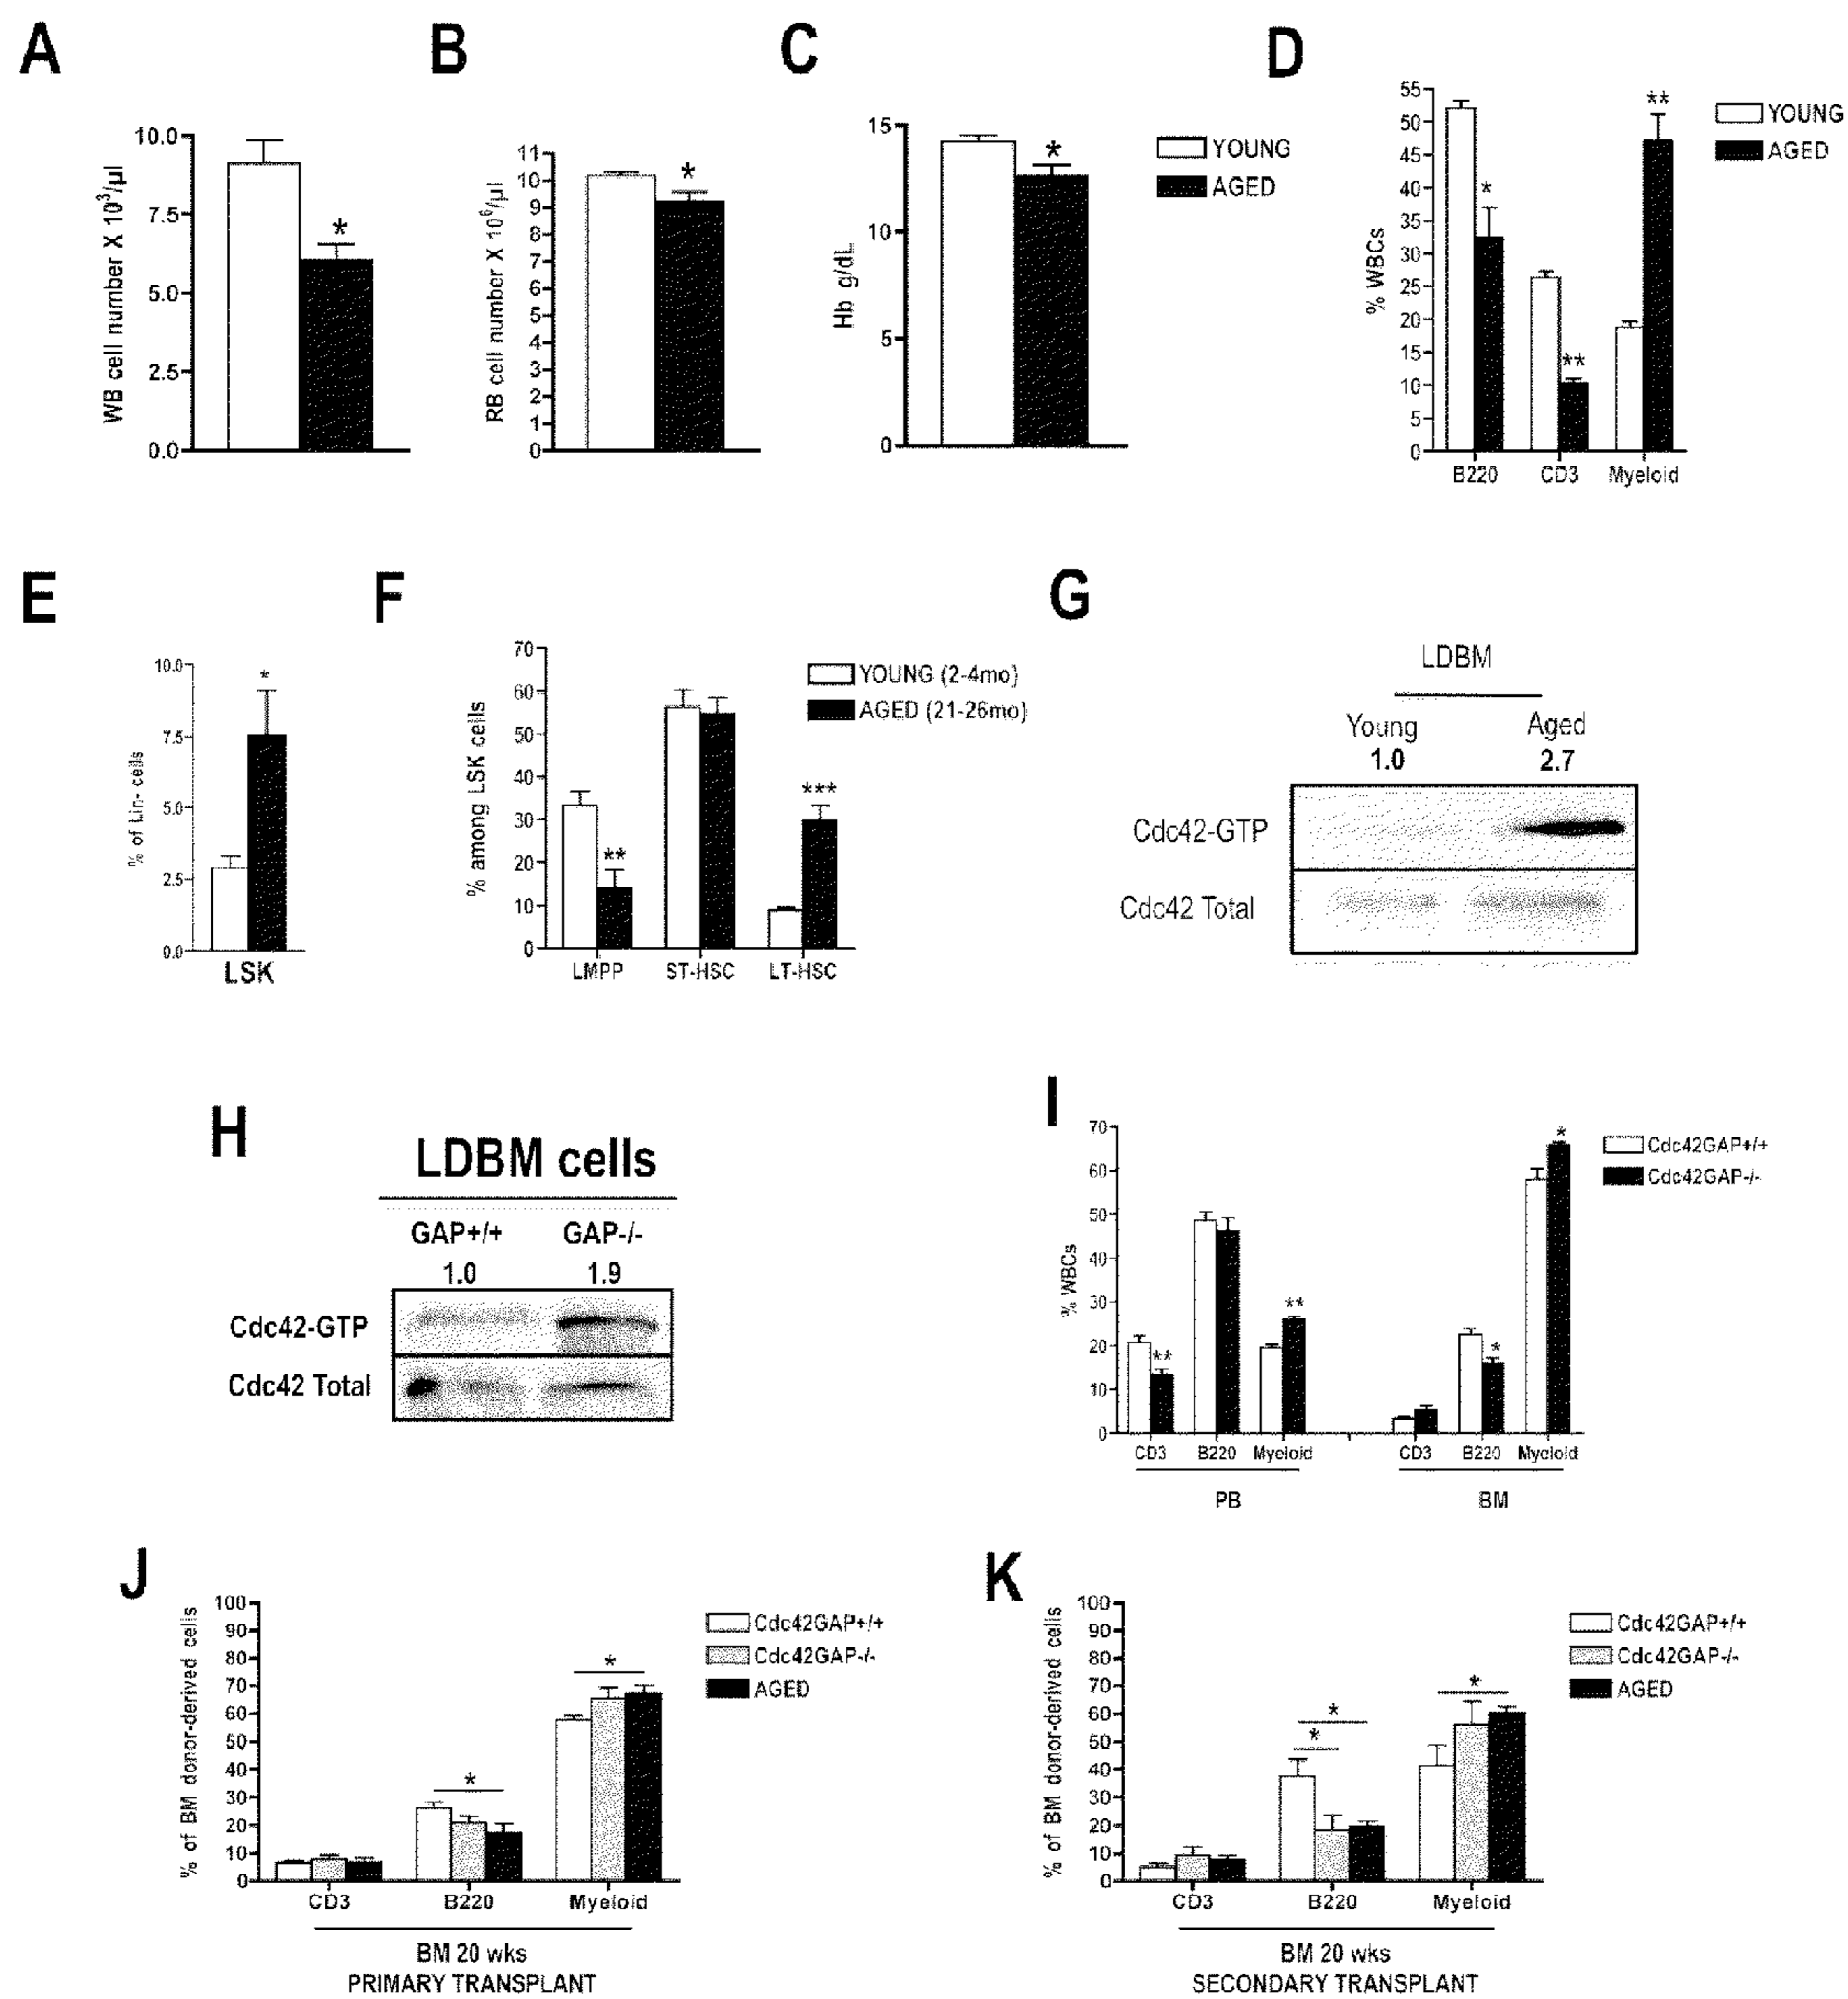 A
B
C
D
WB cell number X 10³/µl
10.0
7.5
5.0
2.5
0.0
*
RB cell number X 10⁶/µl
11
10
9
8
7
6
5
4
3
2
1
0
*
Hb g/dL
15
10
5
0
*
YOUNG
AGED
% WBCs
55
50
45
40
35
30
25
20
15
10
5
0
*
**
**
B220 CD3 Myeloid
YOUNG
AGED
E
F
G
% of Lin- cells
10.0
7.5
5.0
2.5
0.0
*
LSK
% among LSK cells
70
60
50
40
30
20
10
0
**
***
LMPP ST-HSC LT-HSC
YOUNG (2-4mo)
AGED (21-26mo)
LDBM
Young Aged
1.0 2.7
Cdc42-GTP
Cdc42 Total
H
I
LDBM cells
GAP+/+ GAP-/-
1.0 1.9
Cdc42-GTP
Cdc42 Total
% WBCs
70
60
50
40
30
20
10
0
**
**
*
*
CD3 B220 Myeloid CD3 B220 Myeloid
PB BM
Cdc42GAP+/+
Cdc42GAP-/-
J
K
% of BM donor-derived cells
100
90
80
70
60
50
40
30
20
10
0
*
*
CD3 B220 Myeloid
BM 20 wks
PRIMARY TRANSPLANT
Cdc42GAP+/+
Cdc42GAP-/-
AGED
% of BM donor-derived cells
100
90
80
70
60
50
40
30
20
10
0
*
*
*
CD3 B220 Myeloid
BM 20 wks
SECONDARY TRANSPLANT
Cdc42GAP+/+
Cdc42GAP-/-
AGED